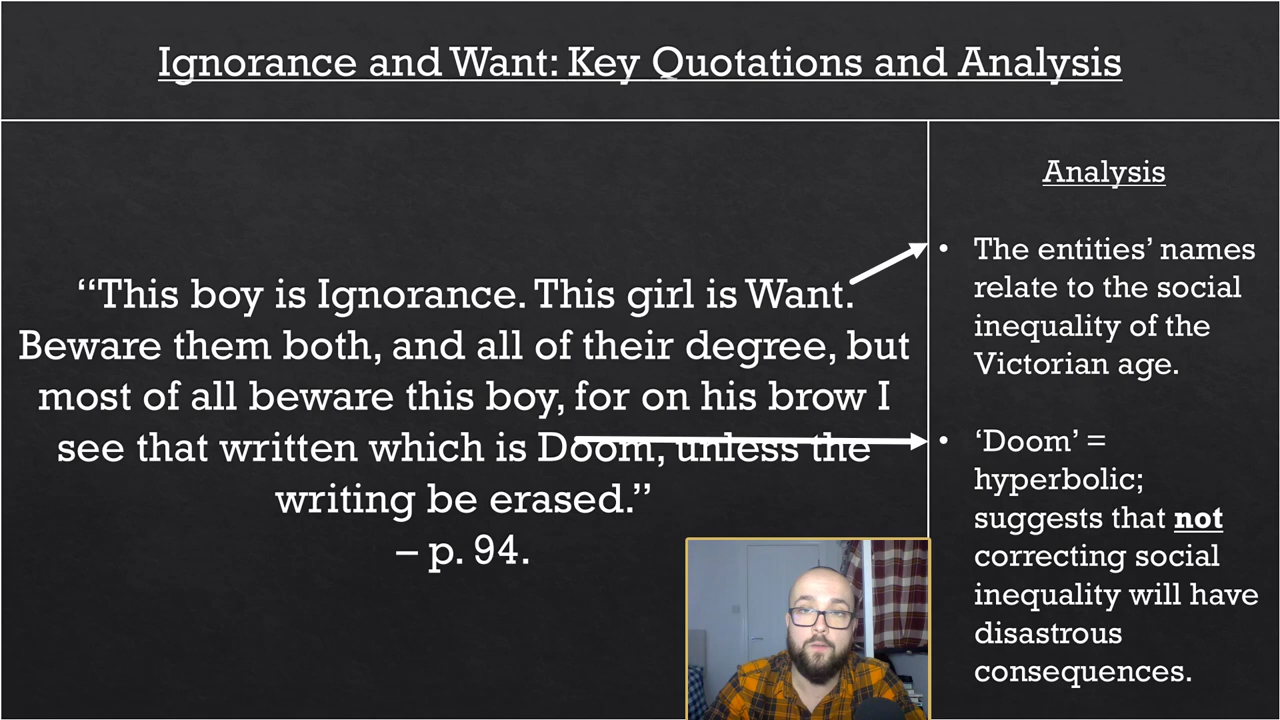 Ignorance and Want: Key Quotations and Analysis
“This boy is Ignorance. This girl is Want.
Beware them both, and all of their degree, but
most of all beware this boy, for on his brow I
see that written which is Doom, unless the
writing be erased.”
– p. 94.
Analysis
• The entities’ names
relate to the social
inequality of the
Victorian age.
• ‘Doom’ =
hyperbolic;
suggests that not
correcting social
inequality will have
disastrous
consequences.